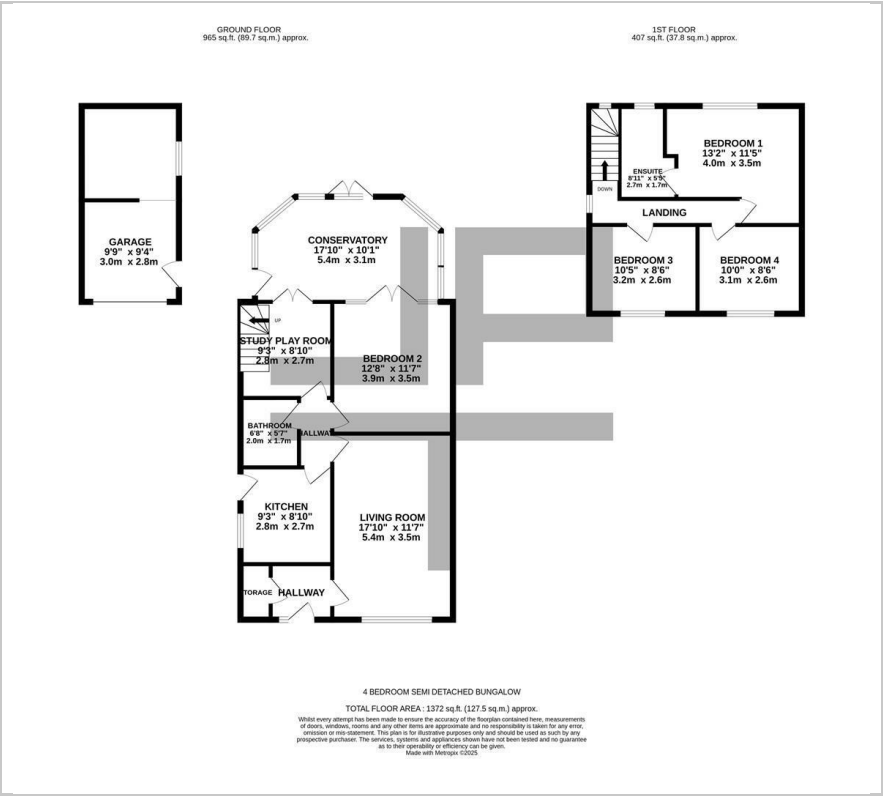 GROUND FLOOR
965 sq.ft. (89.7 sq.m.) approx.
1ST FLOOR
407 sq.ft. (37.8 sq.m.) approx.
GARAGE
9'9" x 9'4"
3.0m x 2.8m
CONSERVATORY
17'10" x 10'1"
5.4m x 3.1m
UP
STUDY PLAY ROOM
9'3" x 8'10"
2.8m x 2.7m
BEDROOM 2
12'8" x 11'7"
3.9m x 3.5m
BATHROOM
6'8" x 5'7"
2.0m x 1.7m
HALLWAY
KITCHEN
9'3" x 8'10"
2.8m x 2.7m
LIVING ROOM
17'10" x 11'7"
5.4m x 3.5m
TORAGE
HALLWAY
BEDROOM 1
13'2" x 11'5"
4.0m x 3.5m
ENSUITE
8'11" x 5'5"
2.7m x 1.7m
DOWN
LANDING
BEDROOM 3
10'5" x 8'6"
3.2m x 2.6m
BEDROOM 4
10'0" x 8'6"
3.1m x 2.6m
4 BEDROOM SEMI DETACHED BUNGALOW
TOTAL FLOOR AREA : 1372 sq.ft. (127.5 sq.m.) approx.
Whilst every attempt has been made to ensure the accuracy of the floorplan contained here, measurements
of doors, windows, rooms and any other items are approximate and no responsibility is taken for any error,
omission or mis-statement. This plan is for illustrative purposes only and should be used as such by any
prospective purchaser. The services, systems and appliances shown have not been tested and no guarantee
as to their operability or efficiency can be given.
Made with Metropix ©2025